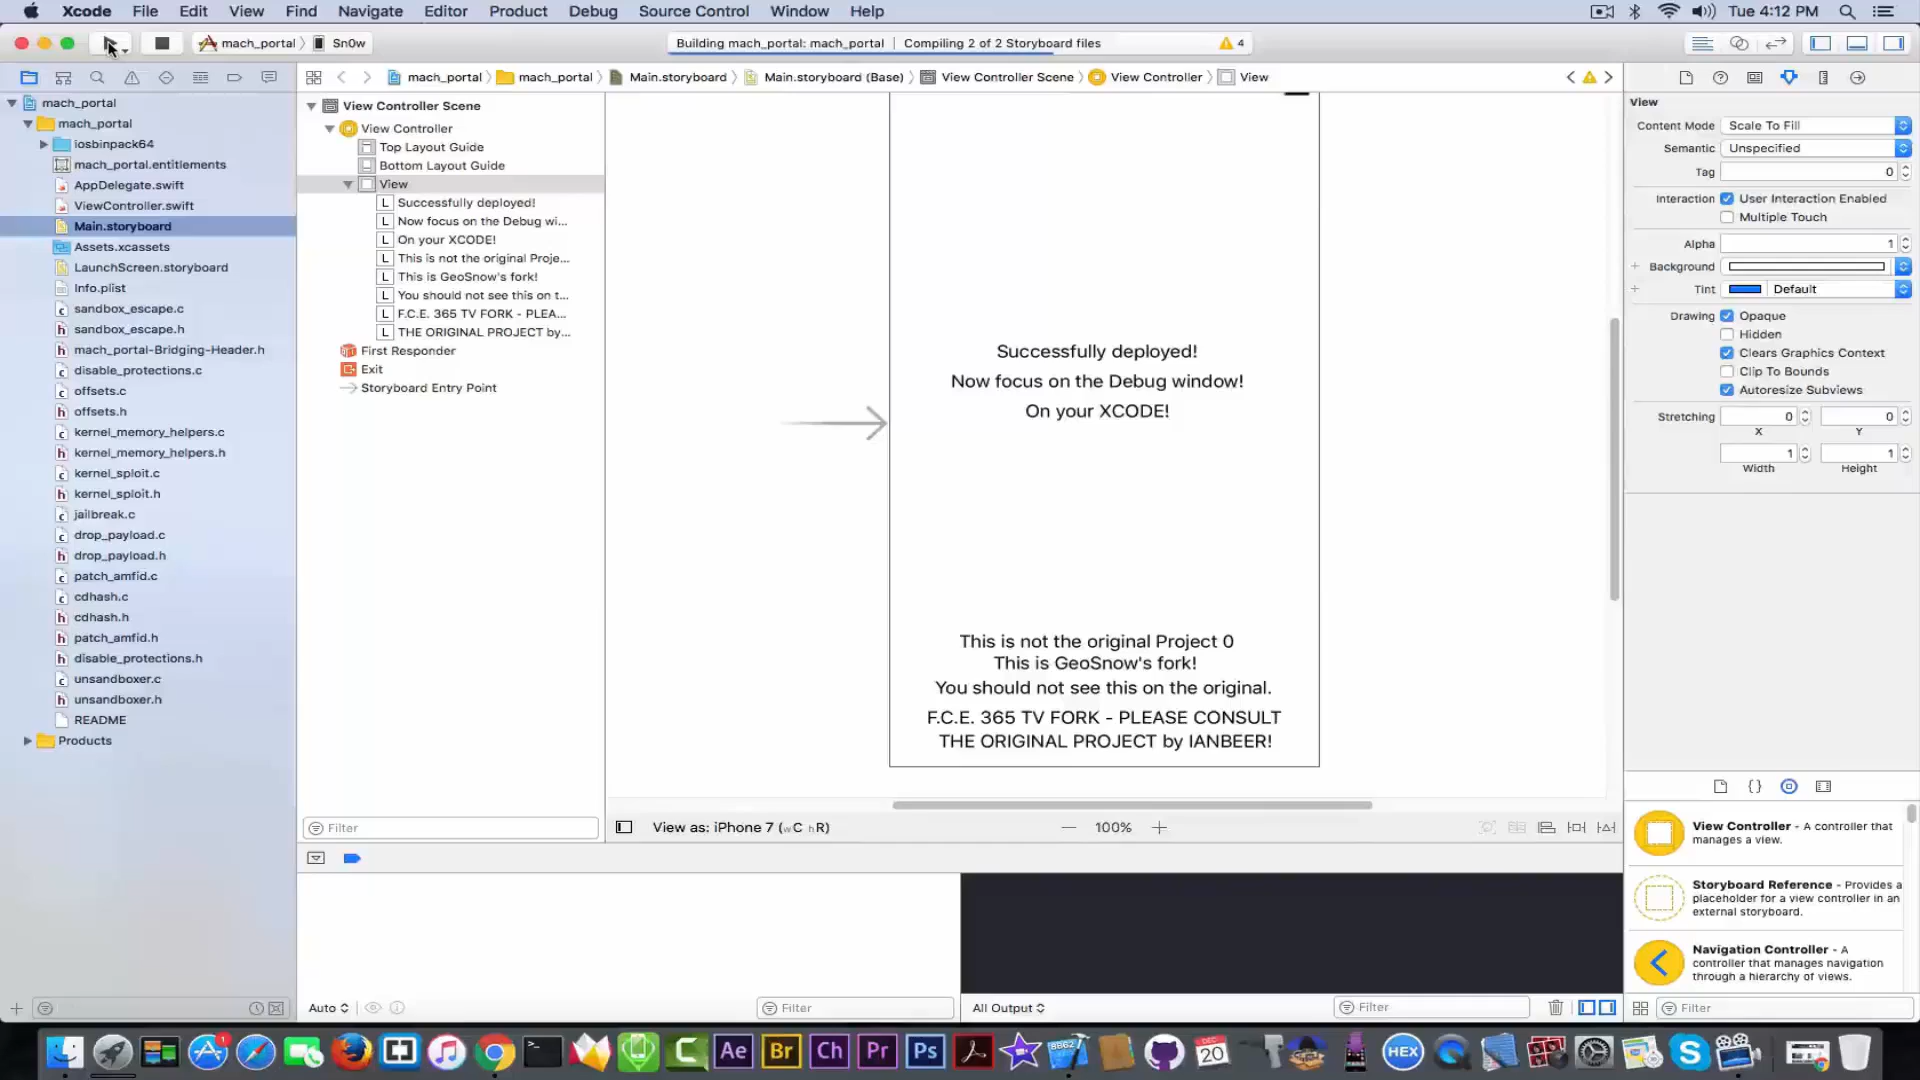 Xcode File Edit View Find Navigate Editor Product Debug Source Control Window Help
Tue 4:12 PM
mach_portal Sn0w
Building mach_portal: mach_portal | Compiling 2 of 2 Storyboard files
4
mach_portal mach_portal Main.storyboard Main.storyboard (Base) View Controller Scene View Controller View
mach_portal
mach_portal
iosbinpack64
mach_portal.entitlements
AppDelegate.swift
ViewController.swift
Main.storyboard
Assets.xcassets
LaunchScreen.storyboard
Info.plist
sandbox_escape.c
sandbox_escape.h
mach_portal-Bridging-Header.h
disable_protections.c
offsets.c
offsets.h
kernel_memory_helpers.c
kernel_memory_helpers.h
kernel_sploit.c
kernel_sploit.h
jailbreak.c
drop_payload.c
drop_payload.h
patch_amfid.c
cdhash.c
cdhash.h
patch_amfid.h
disable_protections.h
unsandboxer.c
unsandboxer.h
README
Products
View Controller Scene
View Controller
Top Layout Guide
Bottom Layout Guide
View
L Successfully deployed!
L Now focus on the Debug wi...
L On your XCODE!
L This is not the original Proje...
L This is GeoSnow's fork!
L You should not see this on t...
L F.C.E. 365 TV FORK - PLEA...
L THE ORIGINAL PROJECT by...
First Responder
Exit
Storyboard Entry Point
Filter
Successfully deployed!
Now focus on the Debug window!
On your XCODE!
This is not the original Project 0
This is GeoSnow's fork!
You should not see this on the original.
F.C.E. 365 TV FORK - PLEASE CONSULT
THE ORIGINAL PROJECT by IANBEER!
View as: iPhone 7 (wC hR)
100%
Auto
Filter
All Output
Filter
View
Content Mode Scale To Fill
Semantic Unspecified
Tag 0
Interaction User Interaction Enabled
Multiple Touch
Alpha 1
Background
Tint Default
Drawing Opaque
Hidden
Clears Graphics Context
Clip To Bounds
Autoresize Subviews
Stretching 0 0
X Y
1 1
Width Height
View Controller - A controller that
manages a view.
Storyboard Reference - Provides a
placeholder for a view controller in an
external storyboard.
Navigation Controller - A
controller that manages navigation
through a hierarchy of views.
Filter
1
Ae Br Ch Pr Ps
DEC
20
HEX